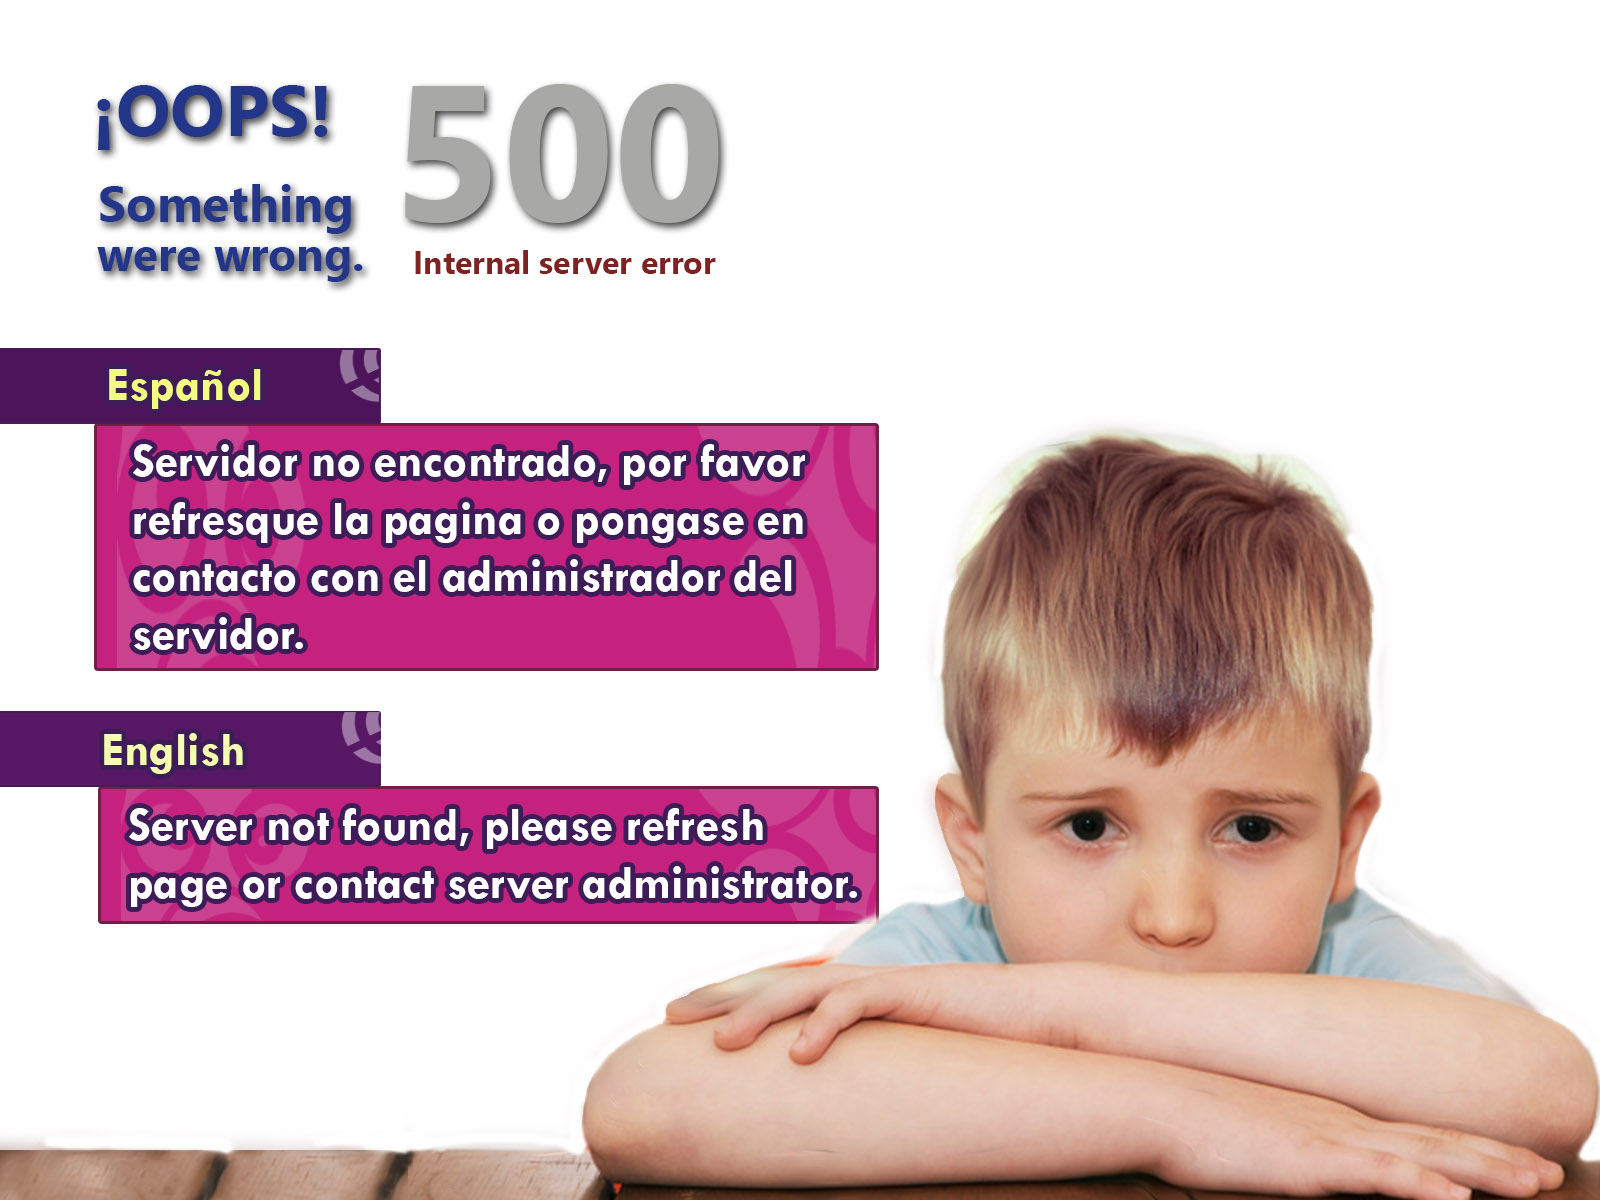 ¡OOPS!
Something
were wrong.
500
Internal server error
Español
Servidor no encontrado, por favor
refresque la pagina o pongase en
contacto con el administrador del
servidor.
English
Server not found, please refresh
page or contact server administrator.